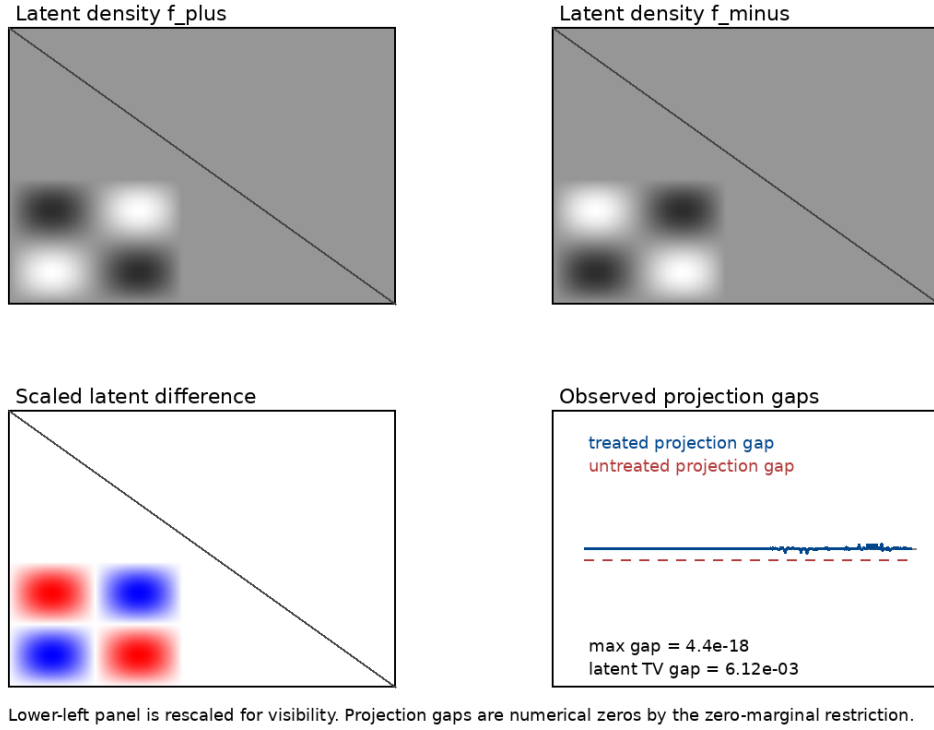 Latent density f_plus
Latent density f_minus
Scaled latent difference
Observed projection gaps
treated projection gap
untreated projection gap
max gap = 4.4e-18
latent TV gap = 6.12e-03
Lower-left panel is rescaled for visibility. Projection gaps are numerical zeros by the zero-marginal restriction.